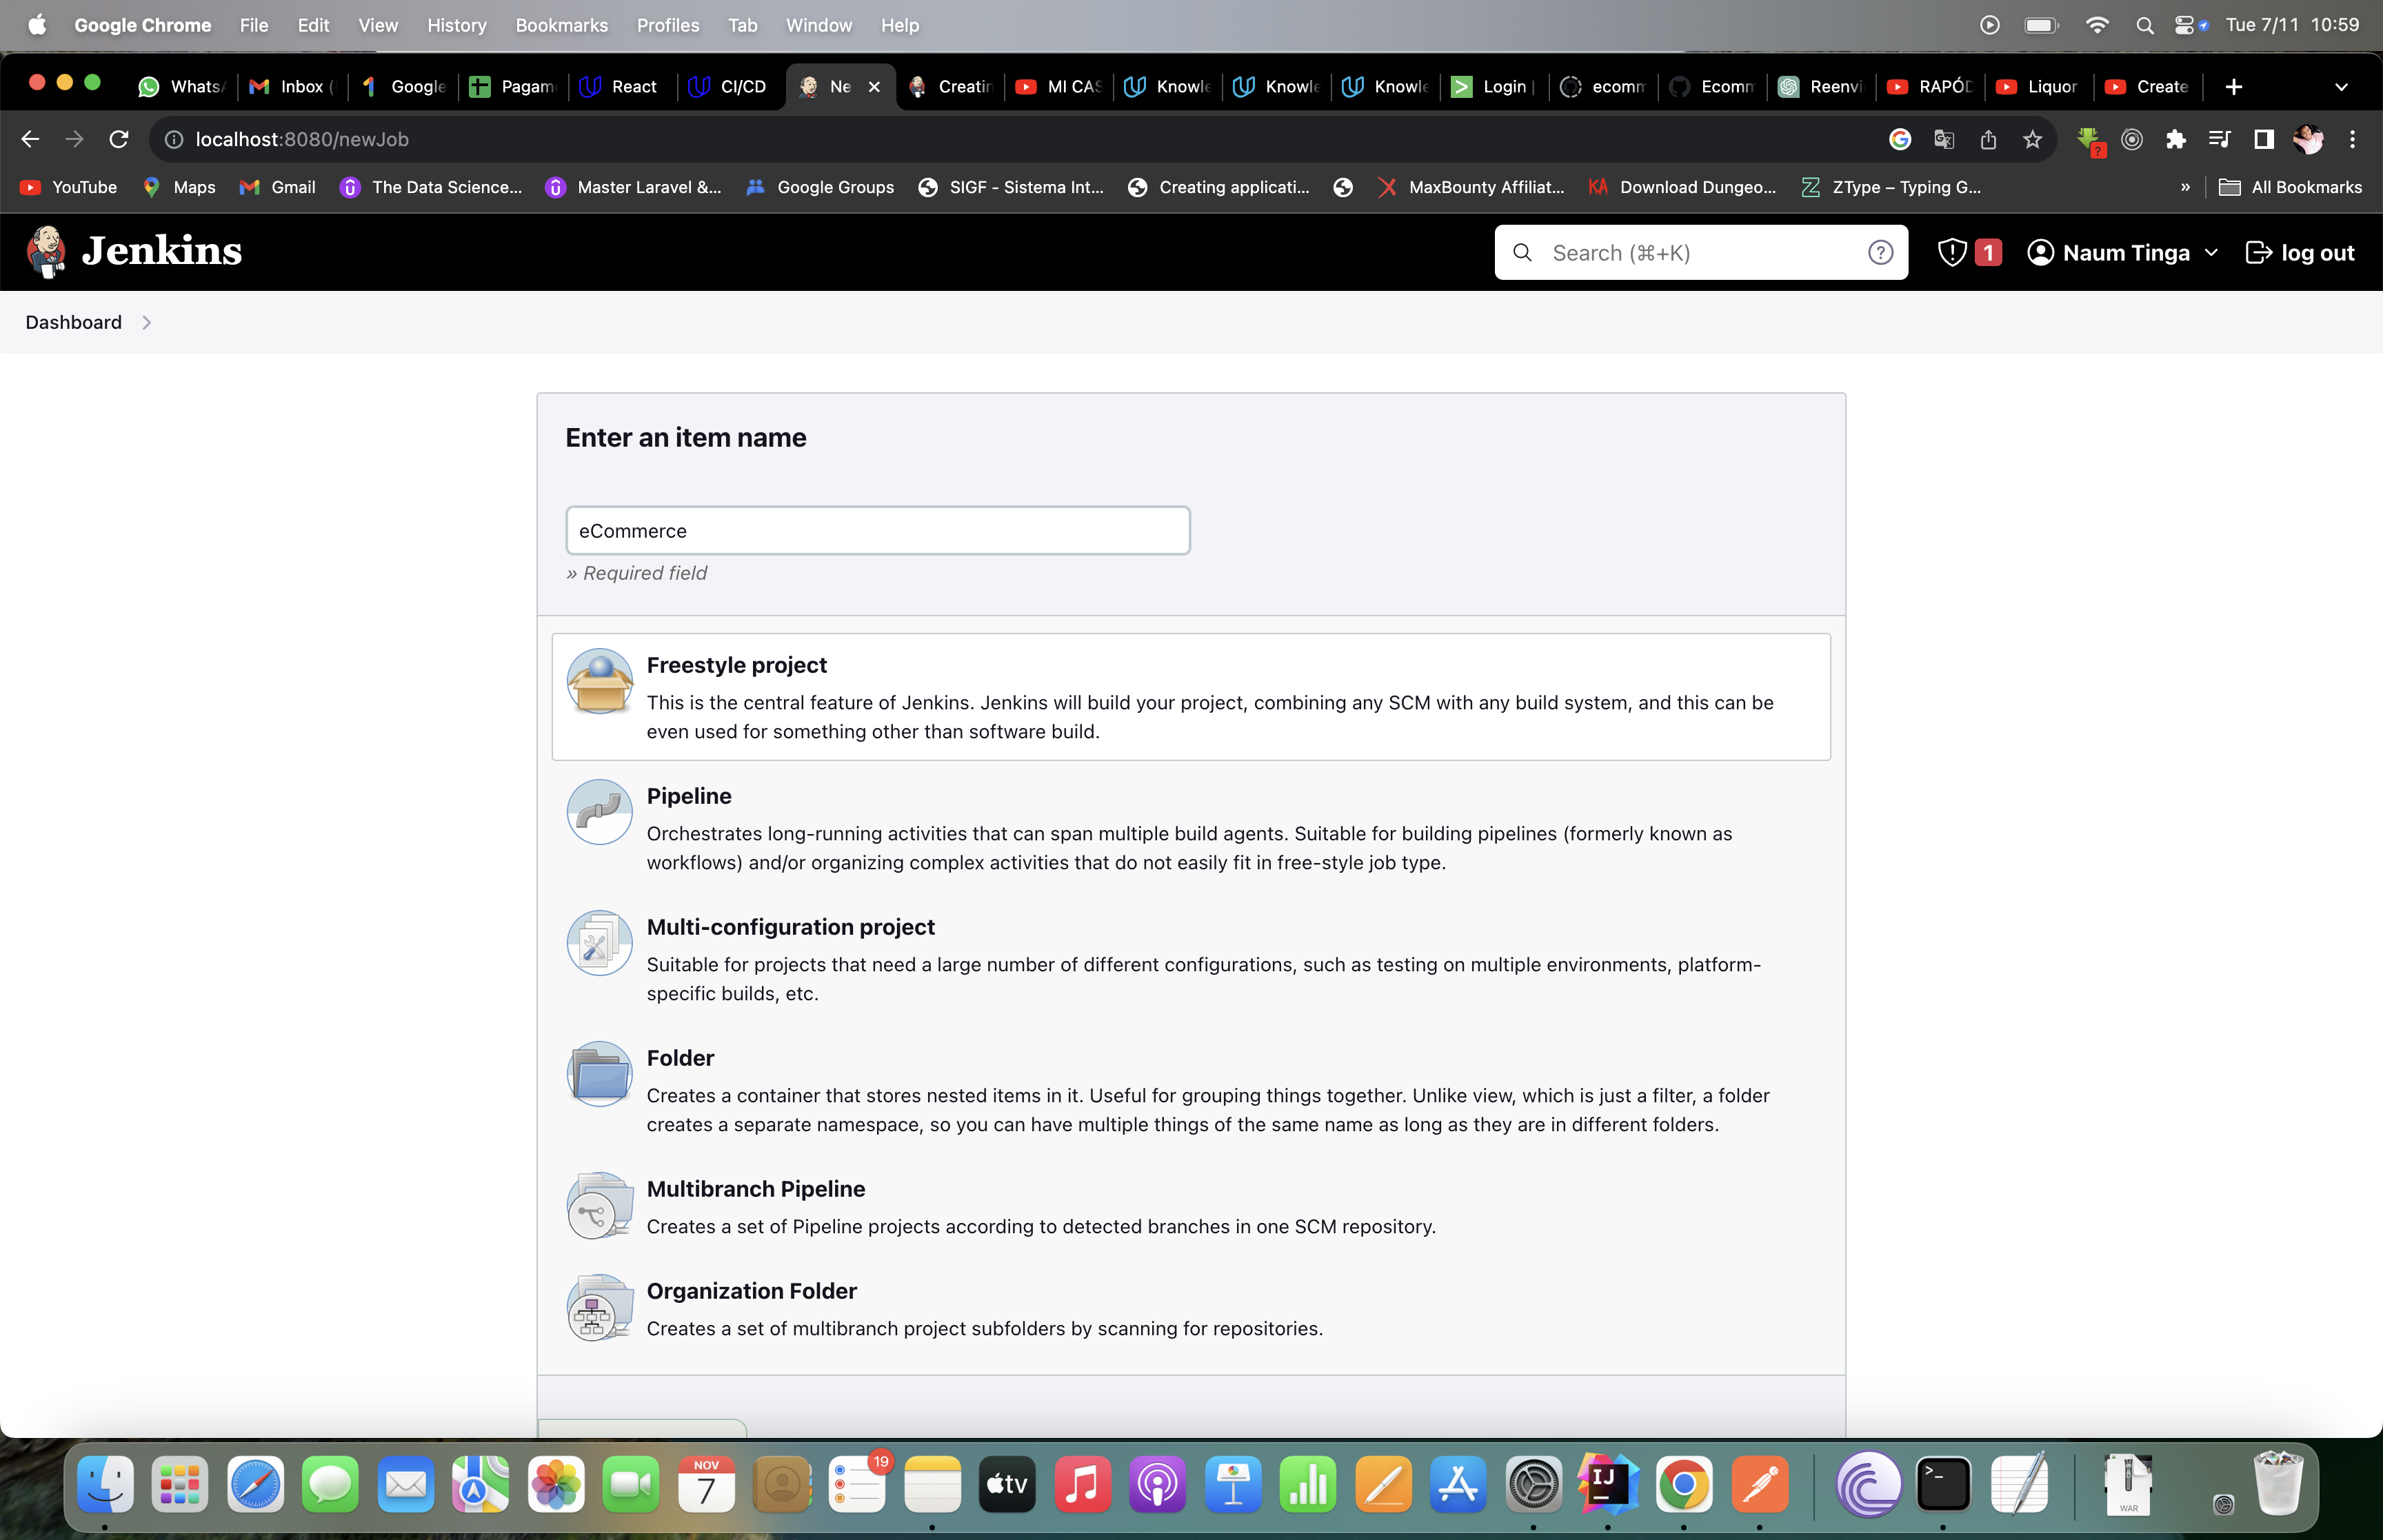 Google Chrome File Edit View History Bookmarks Profiles Tab Window Help Tue 7/11 10:59
Whats Inbox ( Google Pagam React CI/CD Ne Creatin MI CAS Knowle Knowle Knowle Login ecomm Ecomm Reenvi RAPÓD Liquor Create
localhost:8080/newJob
YouTube Maps Gmail The Data Science... Master Laravel &... Google Groups SIGF - Sistema Int... Creating applicati... MaxBounty Affiliat... KA Download Dungeo... ZType – Typing G... » All Bookmarks
Jenkins Search (⌘+K) 1 Naum Tinga log out
Dashboard
Enter an item name
eCommerce
» Required field
Freestyle project
This is the central feature of Jenkins. Jenkins will build your project, combining any SCM with any build system, and this can be
even used for something other than software build.
Pipeline
Orchestrates long-running activities that can span multiple build agents. Suitable for building pipelines (formerly known as
workflows) and/or organizing complex activities that do not easily fit in free-style job type.
Multi-configuration project
Suitable for projects that need a large number of different configurations, such as testing on multiple environments, platform-
specific builds, etc.
Folder
Creates a container that stores nested items in it. Useful for grouping things together. Unlike view, which is just a filter, a folder
creates a separate namespace, so you can have multiple things of the same name as long as they are in different folders.
Multibranch Pipeline
Creates a set of Pipeline projects according to detected branches in one SCM repository.
Organization Folder
Creates a set of multibranch project subfolders by scanning for repositories.
NOV 7 19 tv IJ WAR